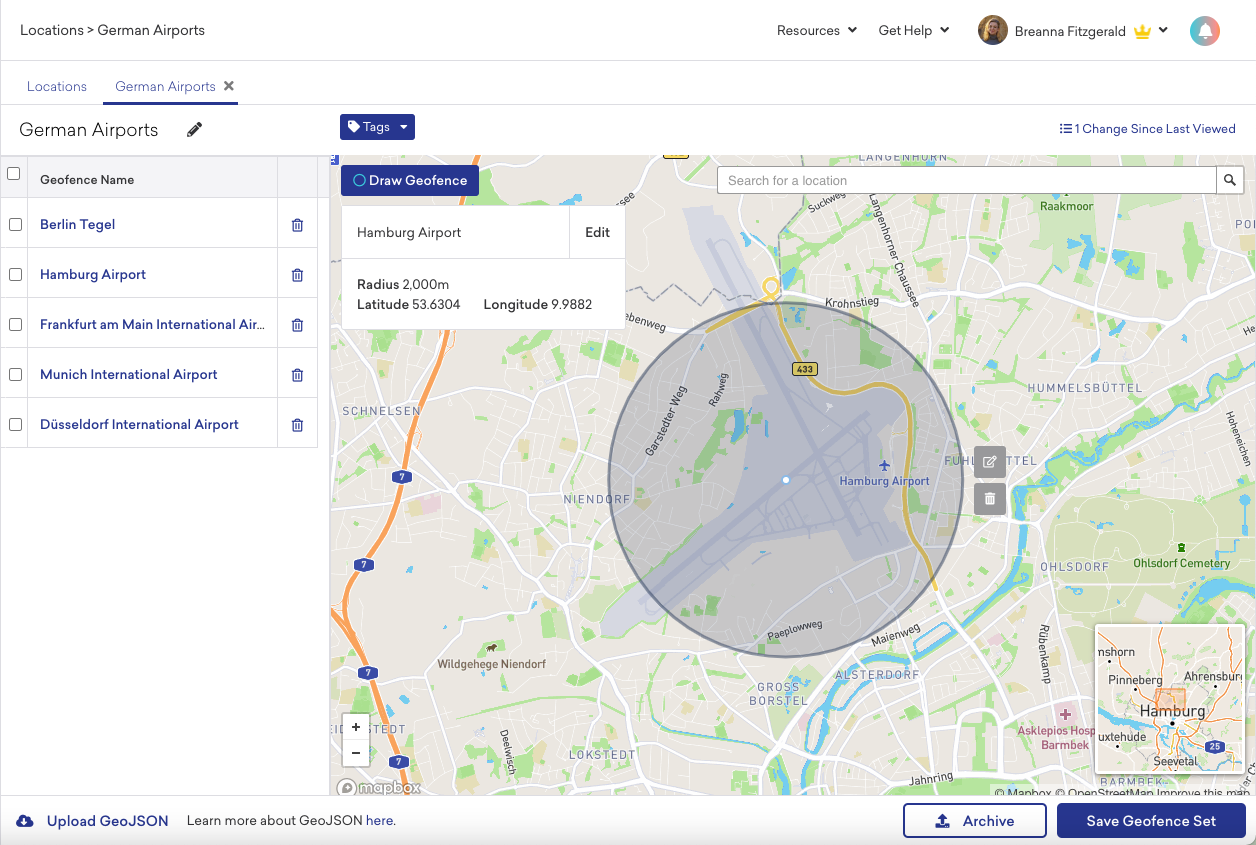 Locations > German Airports
Resources
Get Help
Breanna Fitzgerald
Locations
German Airports
German Airports
Tags
1 Change Since Last Viewed
Geofence Name
Berlin Tegel
Hamburg Airport
Frankfurt am Main International Air...
Munich International Airport
Düsseldorf International Airport
Draw Geofence
Search for a location
Hamburg Airport
Edit
Radius 2,000m
Latitude 53.6304 Longitude 9.9882
LANGENHORN
Suckweg
Raakmoor
Langenhorner Chaussee
Krohnstieg
433
HUMMELSBÜTTEL
SCHNELSEN
Rahweg
Garstedter Weg
Hamburg Airport
NIENDORF
7
7
OHLSDORF
Ohlsdorf Cemetery
Paeplowweg
Maienweg
Rübenkamp
Wildgehege Niendorf
7
ALSTERDORF
GROSS
BORSTEL
Pinneberg
Ahrensburg
Hamburg
25
Seevetal
Asklepios Hosp
Barmbek
Deelwisch
LOKSTEDT
7
Jahnring
BARMBEK
+
−
mapbox
© Mapbox © OpenStreetMap Improve this map
Upload GeoJSON
Learn more about GeoJSON here.
Archive
Save Geofence Set